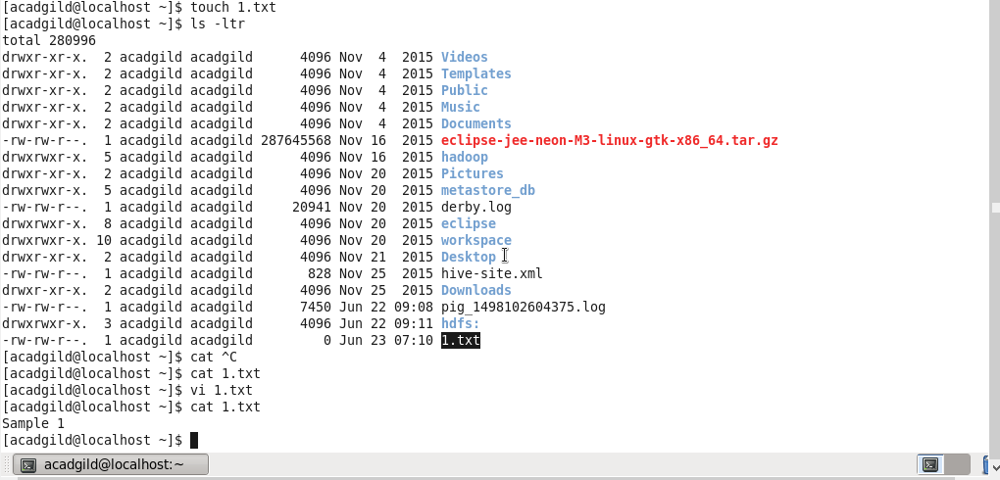 [acadgild@localhost ~]$ touch 1.txt
[acadgild@localhost ~]$ ls -ltr
total 280996
drwxr-xr-x.  2 acadgild acadgild      4096 Nov  4  2015 Videos
drwxr-xr-x.  2 acadgild acadgild      4096 Nov  4  2015 Templates
drwxr-xr-x.  2 acadgild acadgild      4096 Nov  4  2015 Public
drwxr-xr-x.  2 acadgild acadgild      4096 Nov  4  2015 Music
drwxr-xr-x.  2 acadgild acadgild      4096 Nov  4  2015 Documents
-rw-rw-r--.  1 acadgild acadgild 287645568 Nov 16  2015 eclipse-jee-neon-M3-linux-gtk-x86_64.tar.gz
drwxrwxr-x.  5 acadgild acadgild      4096 Nov 16  2015 hadoop
drwxr-xr-x.  2 acadgild acadgild      4096 Nov 20  2015 Pictures
drwxrwxr-x.  5 acadgild acadgild      4096 Nov 20  2015 metastore_db
-rw-rw-r--.  1 acadgild acadgild     20941 Nov 20  2015 derby.log
drwxrwxr-x.  8 acadgild acadgild      4096 Nov 20  2015 eclipse
drwxrwxr-x. 10 acadgild acadgild      4096 Nov 20  2015 workspace
drwxr-xr-x.  2 acadgild acadgild      4096 Nov 21  2015 Desktop
-rw-rw-r--.  1 acadgild acadgild       828 Nov 25  2015 hive-site.xml
drwxr-xr-x.  2 acadgild acadgild      4096 Nov 25  2015 Downloads
-rw-rw-r--.  1 acadgild acadgild      7450 Jun 22 09:08 pig_1498102604375.log
drwxrwxr-x.  3 acadgild acadgild      4096 Jun 22 09:11 hdfs:
-rw-rw-r--.  1 acadgild acadgild         0 Jun 23 07:10 1.txt
[acadgild@localhost ~]$ cat ^C
[acadgild@localhost ~]$ cat 1.txt
[acadgild@localhost ~]$ vi 1.txt
[acadgild@localhost ~]$ cat 1.txt
Sample 1
[acadgild@localhost ~]$
acadgild@localhost:~